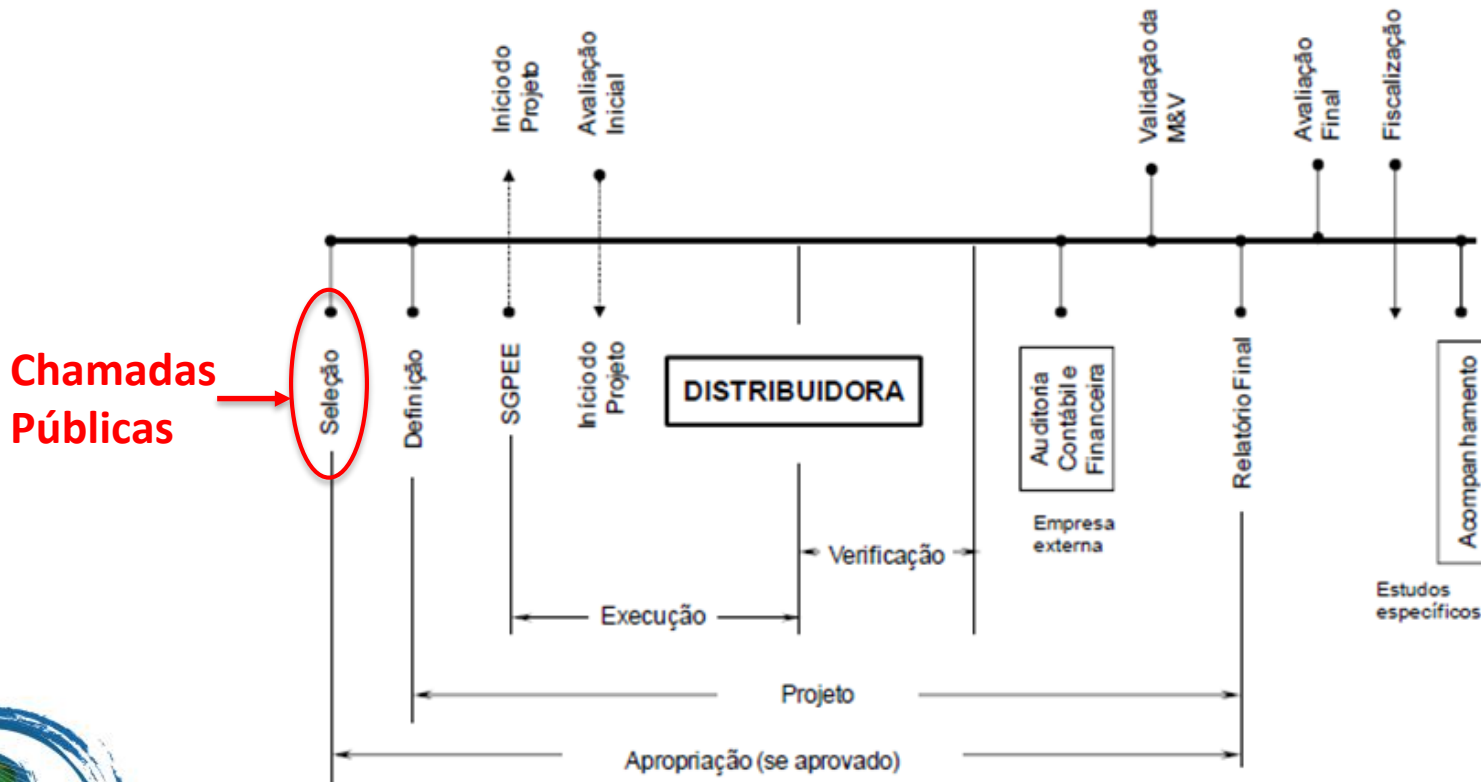 Início do
Projeto
Avaliação
Inicial
Validação da
M&V
Avaliação
Final
Fiscalização
Chamadas
Públicas
Seleção
Definição
SGPEE
Início do
Projeto
DISTRIBUIDORA
Auditoria
Contábil e
Financeira
Empresa
externa
Relatório Final
Acompanhamento
Estudos
específicos
Verificação
Execução
Projeto
Apropriação (se aprovado)